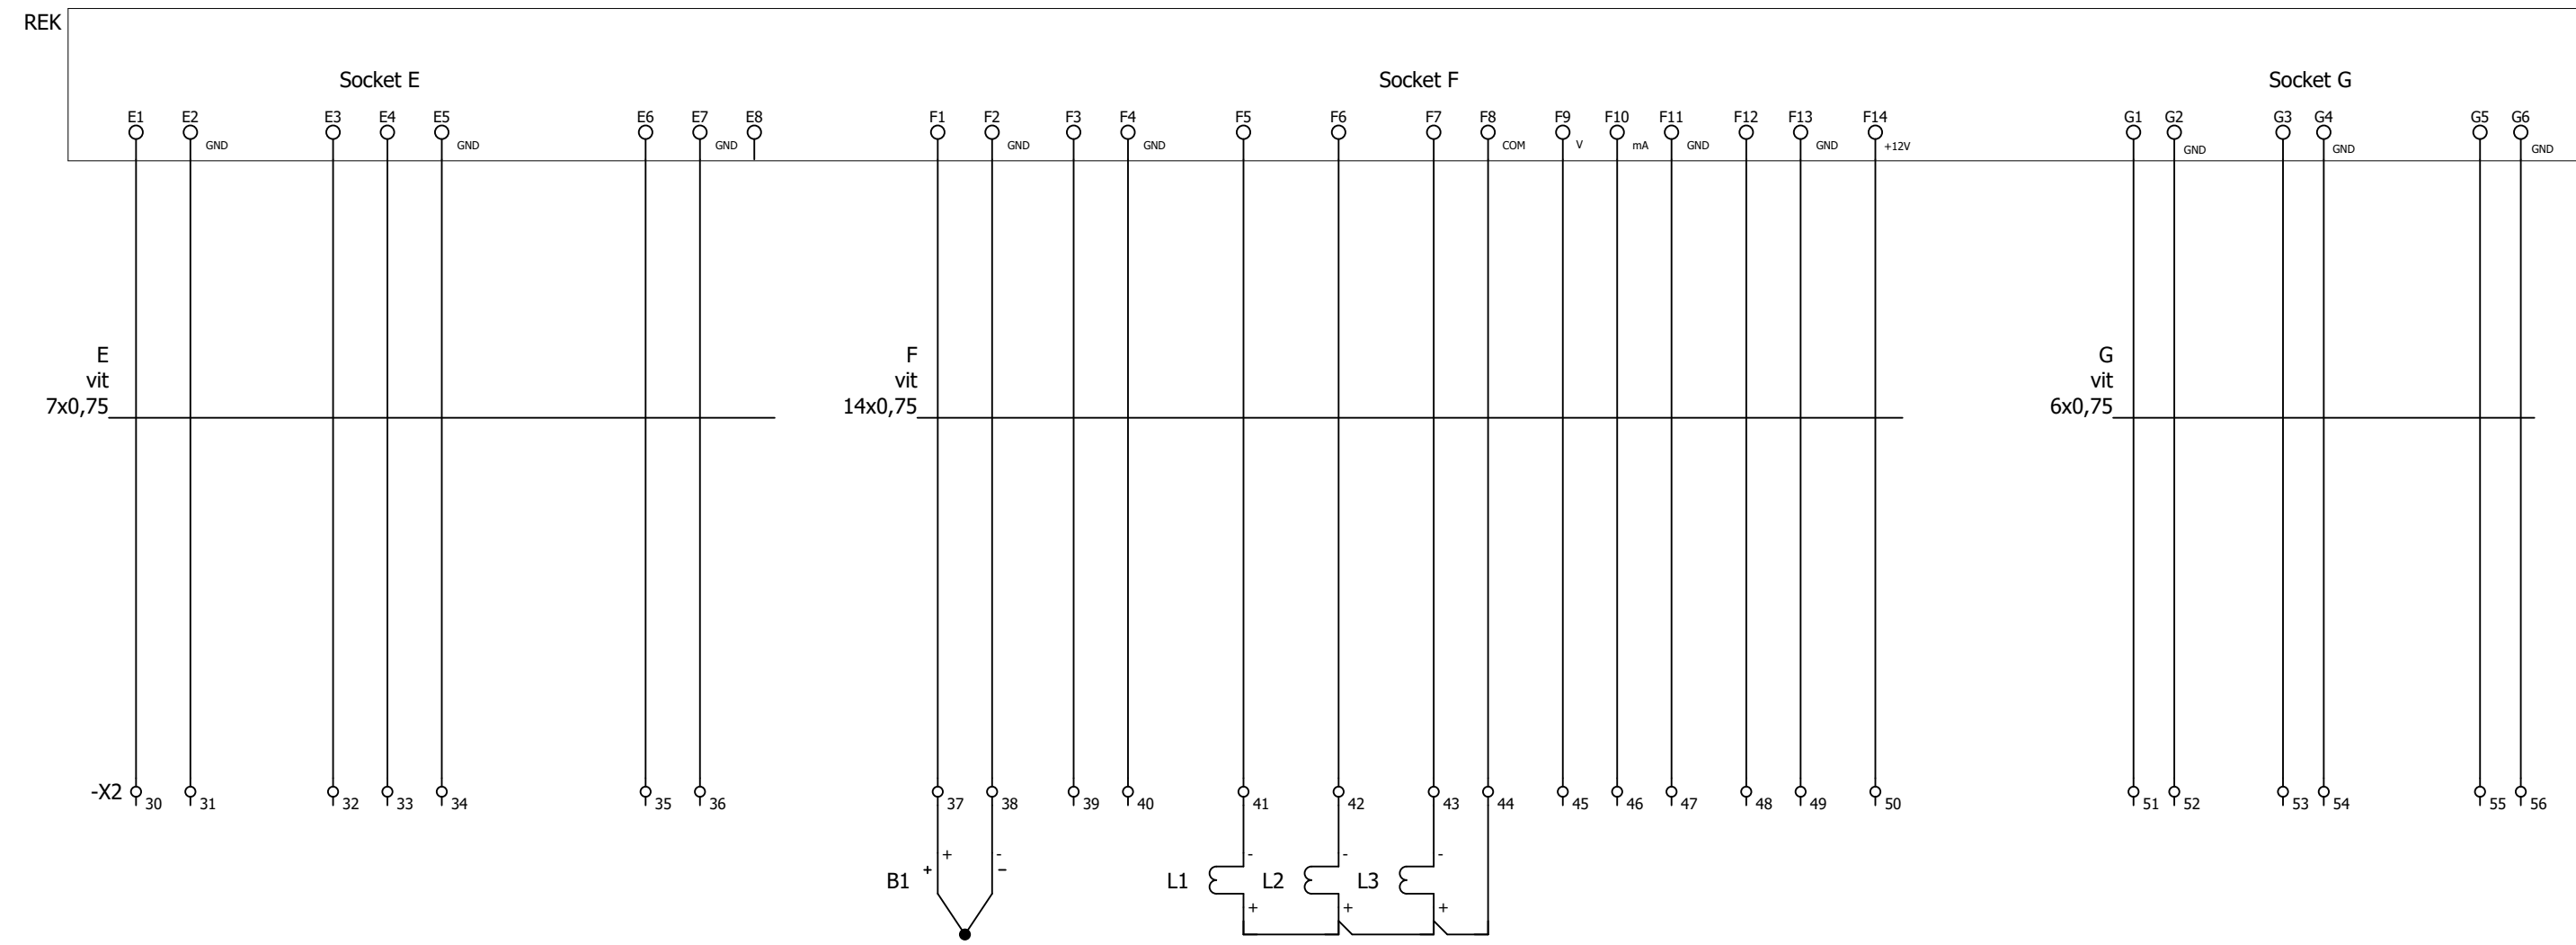 REK
Socket E Socket F Socket G
E1 E2 E3 E4 E5 E6 E7 E8 F1 F2 F3 F4 F5 F6 F7 F8 F9 F10 F11 F12 F13 F14 G1 G2 G3 G4 G5 G6
GND GND GND GND GND COM V mA GND GND +12V GND GND GND
E F G
vit vit vit
7x0,75 14x0,75 6x0,75
-X2 30 31 32 33 34 35 36 37 38 39 40 41 42 43 44 45 46 47 48 49 50 51 52 53 54 55 56
+ - - - -
+ -
B1 L1 L2 L3
+ + +